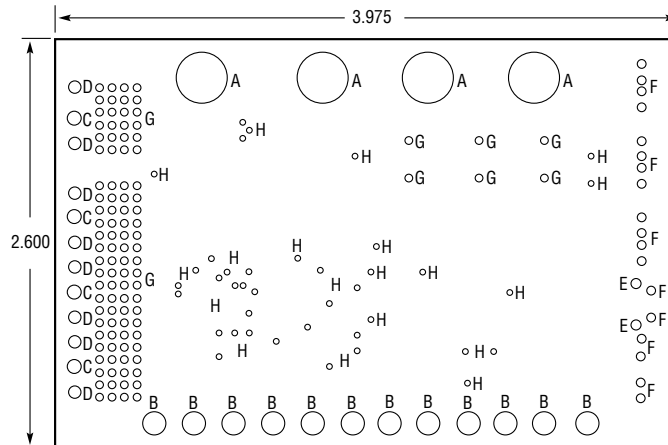 3.975
A A A A
D
F
C G H
D G G G
H F H
H G G G H
D
C
F
D H H
H
D H H H H
G E F
C H H
H
D H F
E
D H H H F
C
H
D F
B B B B B B B B B B B B
2.600